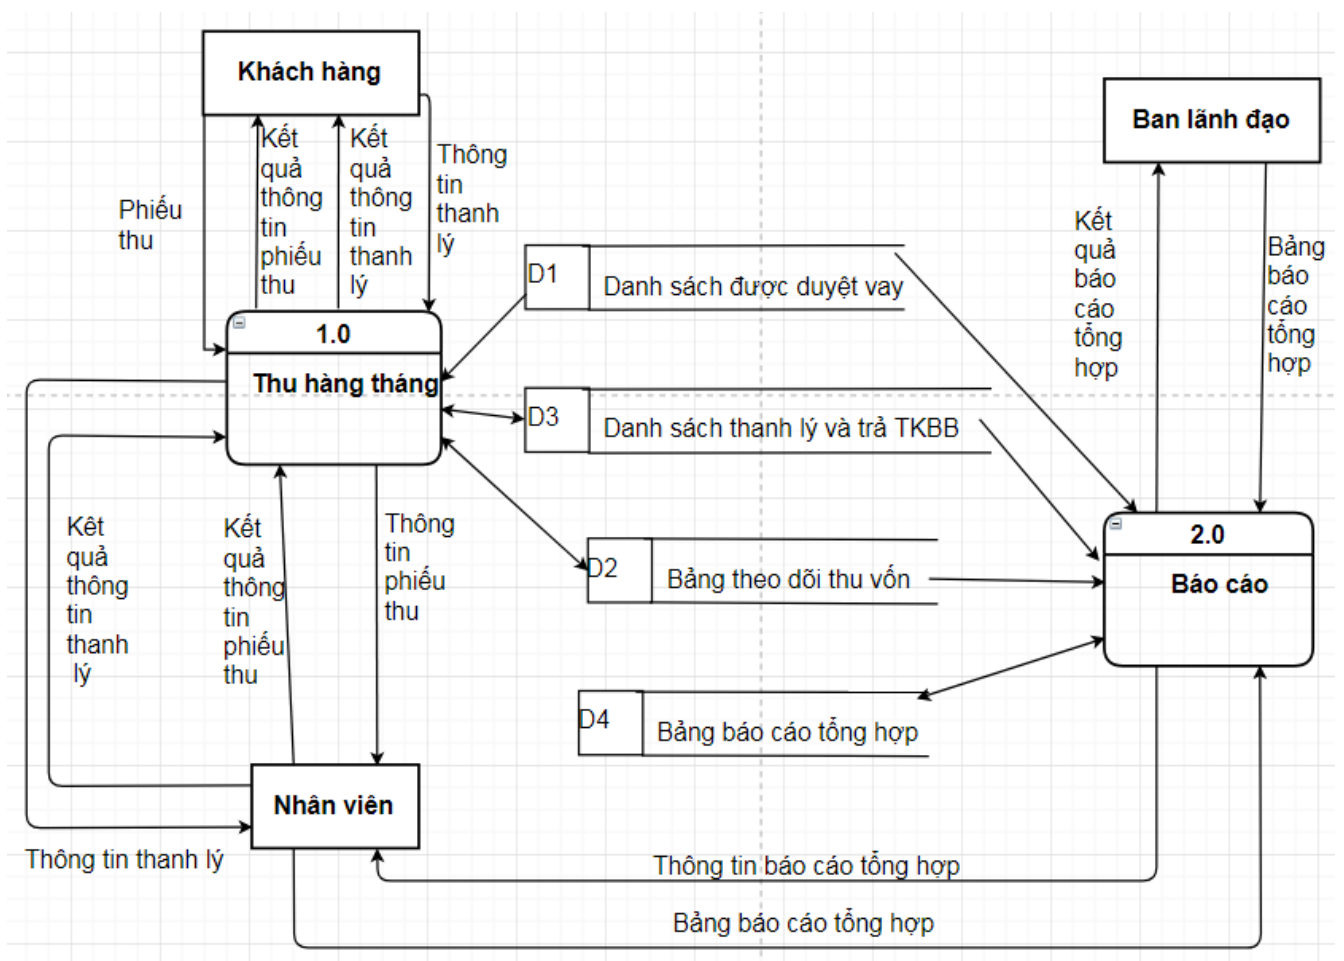 Khách hàng
Ban lãnh đạo
Phiếu
thu
Kết
quả
thông
tin
phiếu
thu
Kết
quả
thông
tin
thanh
lý
Thông
tin
thanh
lý
Kết
quả
báo
cáo
tổng
hợp
Bảng
báo
cáo
tổng
hợp
D1
Danh sách được duyệt vay
1.0
Thu hàng tháng
D3
Danh sách thanh lý và trả TKBB
D2
Bảng theo dõi thu vốn
2.0
Báo cáo
D4
Bảng báo cáo tổng hợp
Kêt
quả
thông
tin
thanh
lý
Kết
quả
thông
tin
phiếu
thu
Thông
tin
phiếu
thu
Nhân viên
Thông tin thanh lý
Thông tin báo cáo tổng hợp
Bảng báo cáo tổng hợp